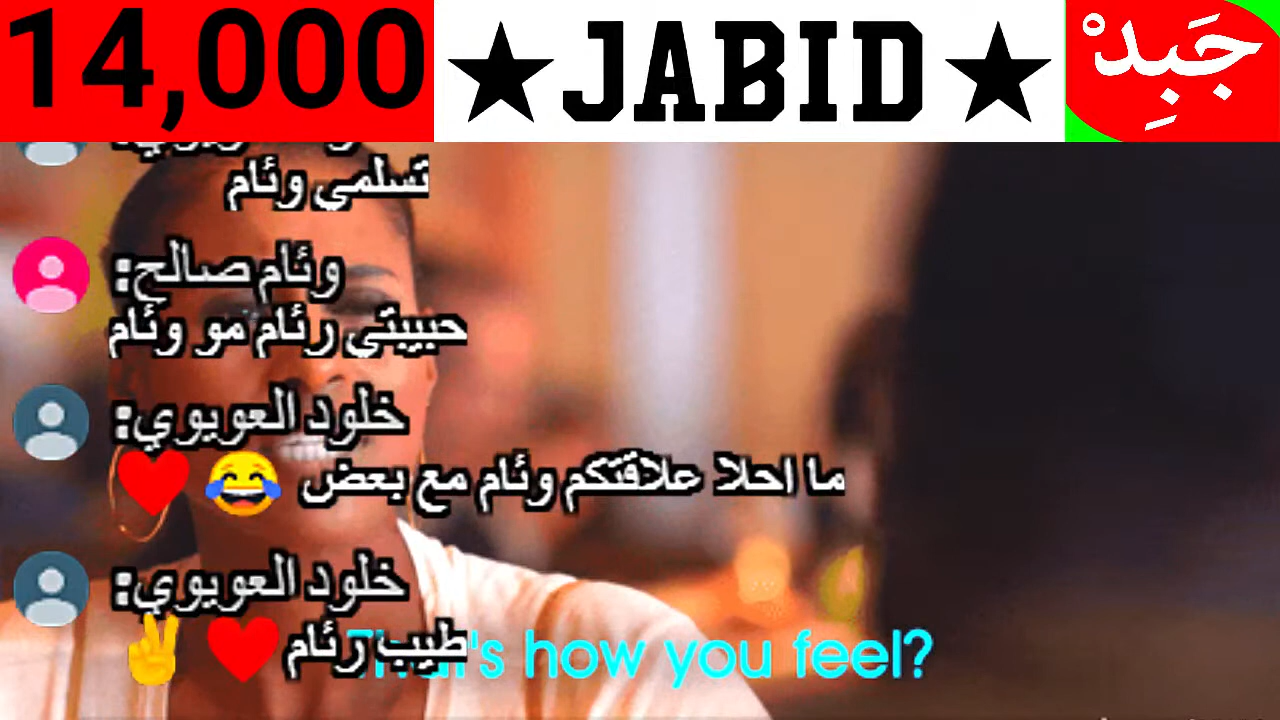 14,000
★JABID★
جَبِدْ
تسلمي وئام
وئام صالح:
حبيبتي رئام مو وئام
خلود العويوي:
ما احلا علاقتكم وئام مع بعض 😂 ❤️
خلود العويوي:
طيب رئام ❤️ ✌️
That's how you feel?